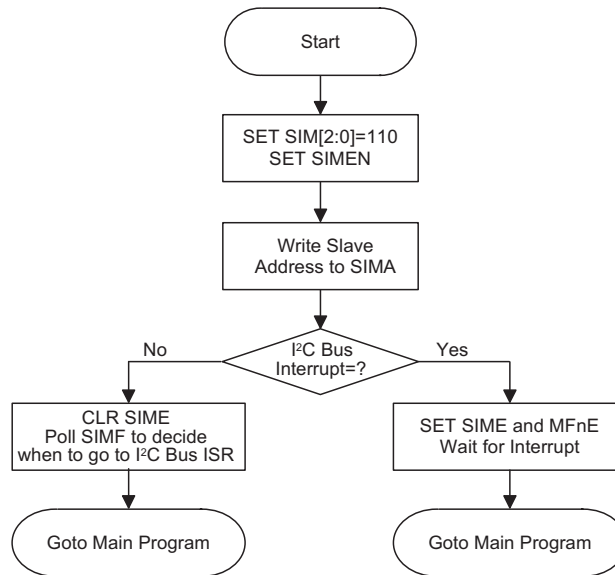 Start
SET SIM[2:0]=110
SET SIMEN
Write Slave
Address to SIMA
I²C Bus
Interrupt=?
No
Yes
CLR SIME
Poll SIMF to decide
when to go to I²C Bus ISR
SET SIME and MFnE
Wait for Interrupt
Goto Main Program
Goto Main Program